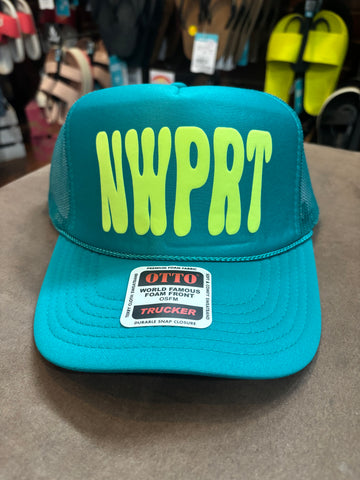 NWPRT
PREMIUM FOAM FABRIC
OTTO
WORLD FAMOUS
FOAM FRONT
OSFM
TRUCKER
DURABLE SNAP CLOSURE